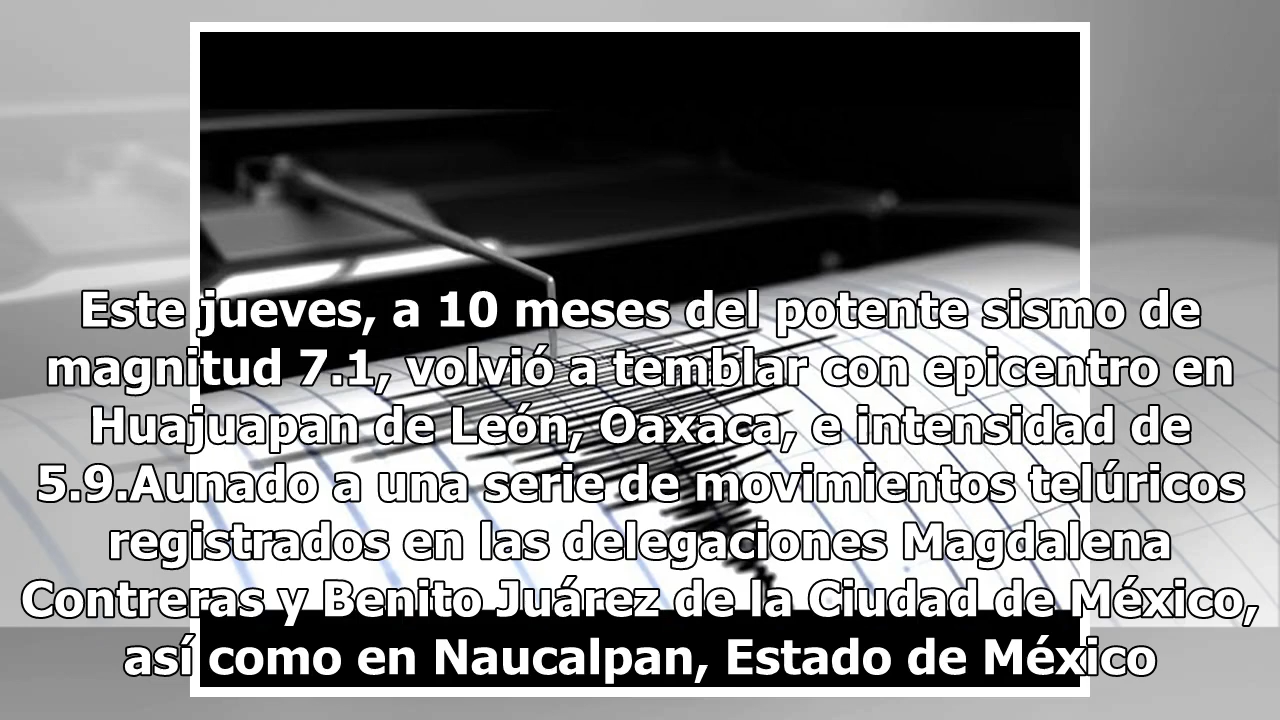 Este jueves, a 10 meses del potente sismo de
magnitud 7.1, volvió a temblar con epicentro en
Huajuapan de León, Oaxaca, e intensidad de
5.9.Aunado a una serie de movimientos telúricos
registrados en las delegaciones Magdalena
Contreras y Benito Juárez de la Ciudad de México,
así como en Naucalpan, Estado de México